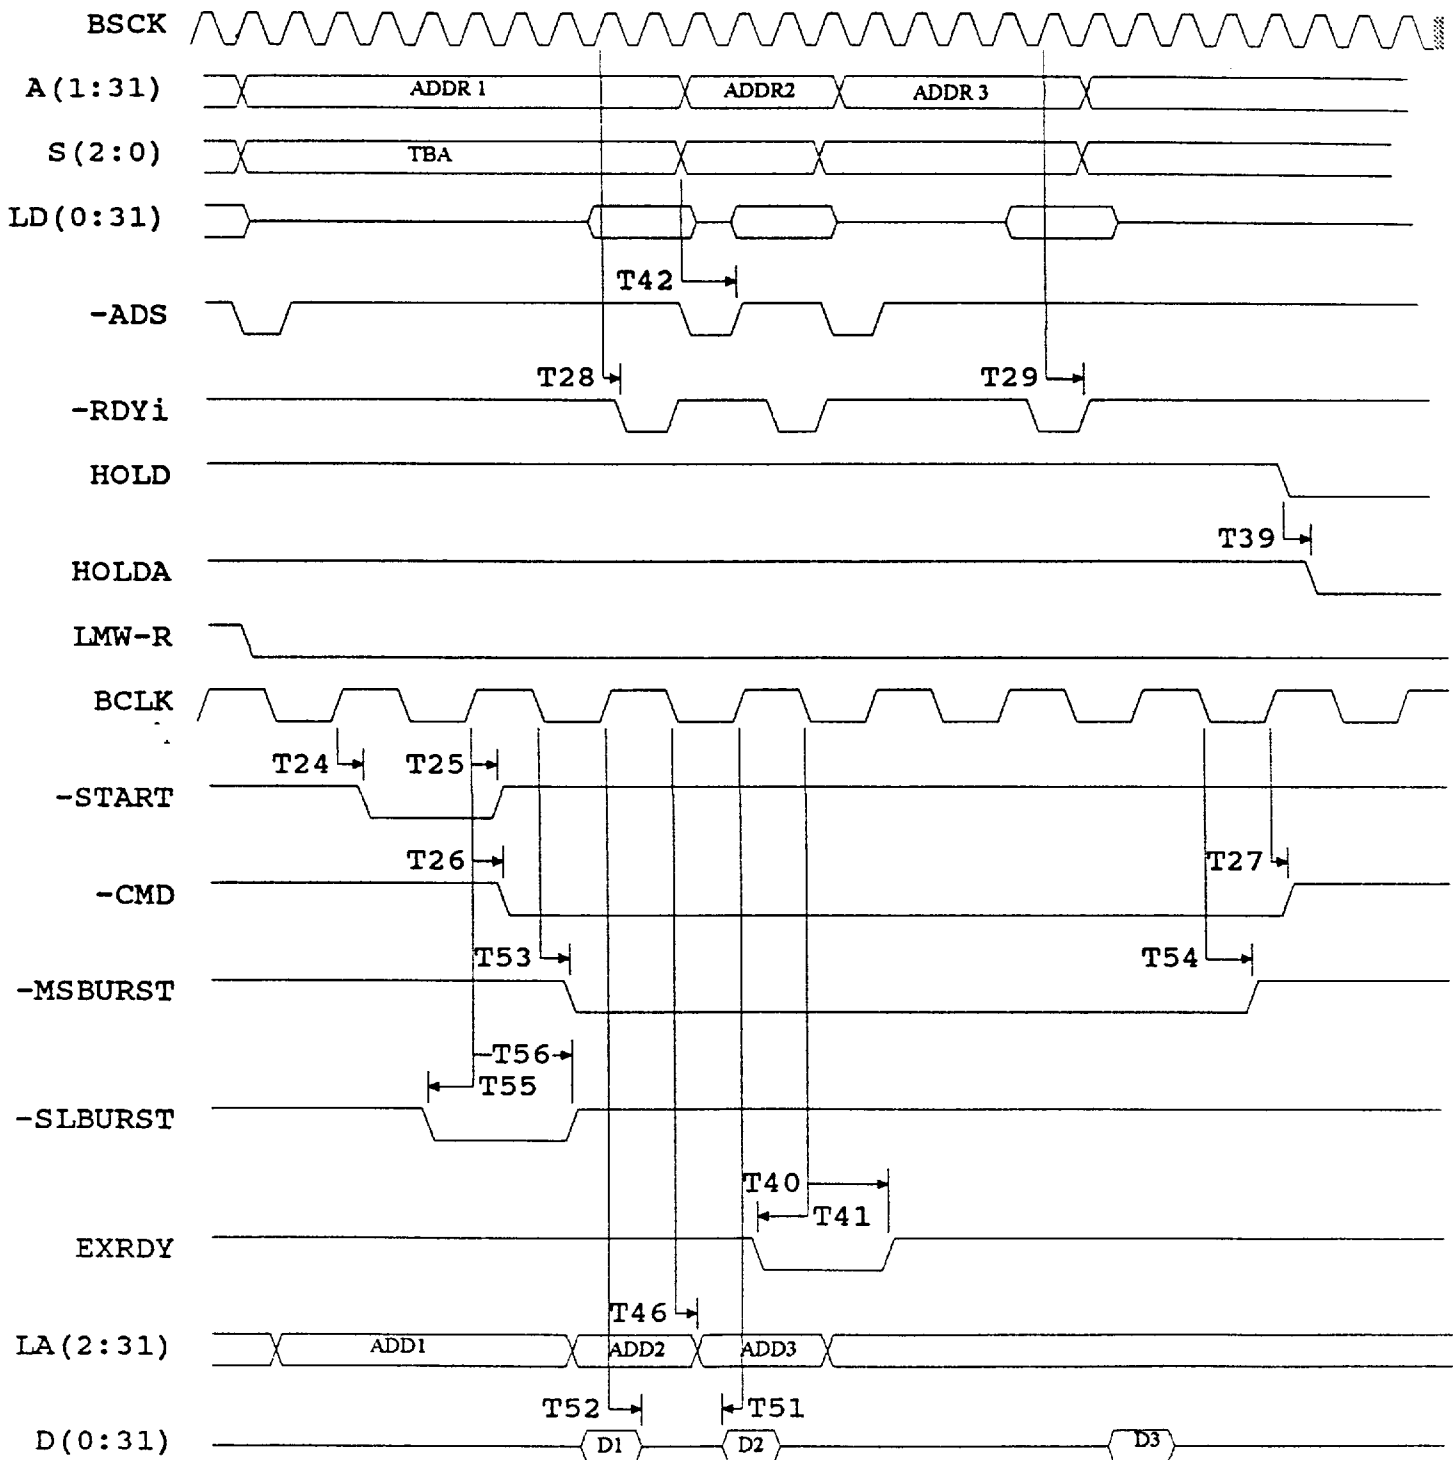 BSCK
A(1:31) ADDR 1 ADDR2 ADDR 3
S(2:0) TBA
LD(0:31)
T42
-ADS
T28 T29
-RDYi
HOLD
T39
HOLDA
LMW-R
BCLK
T24 T25
-START
T26 T27
-CMD
T53 T54
-MSBURST
T56
T55
-SLBURST
T40
T41
EXRDY
T46
LA(2:31) ADD1 ADD2 ADD3
T52 T51
D(0:31) D1 D2 D3